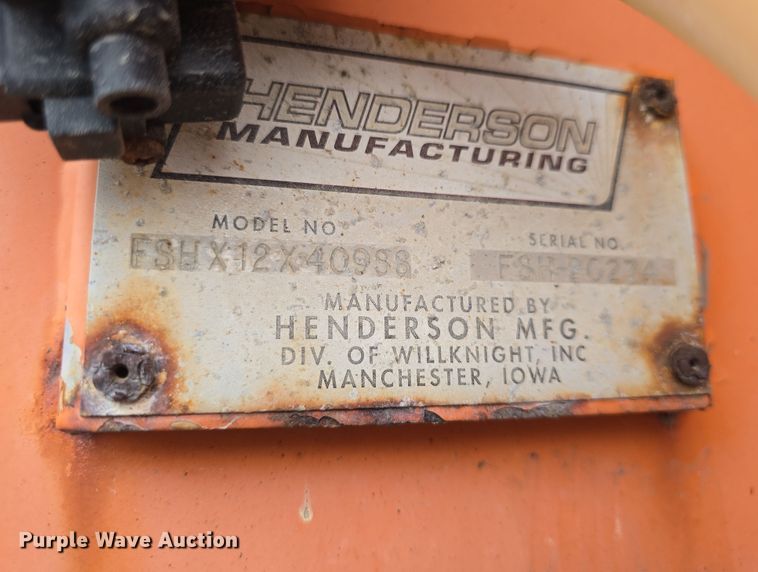 HENDERSON
MANUFACTURING
MODEL NO.
SERIAL NO.
FSHX12X40988
MANUFACTURED BY
HENDERSON MFG.
DIV. OF WILLKNIGHT, INC
MANCHESTER, IOWA
Purple Wave Auction